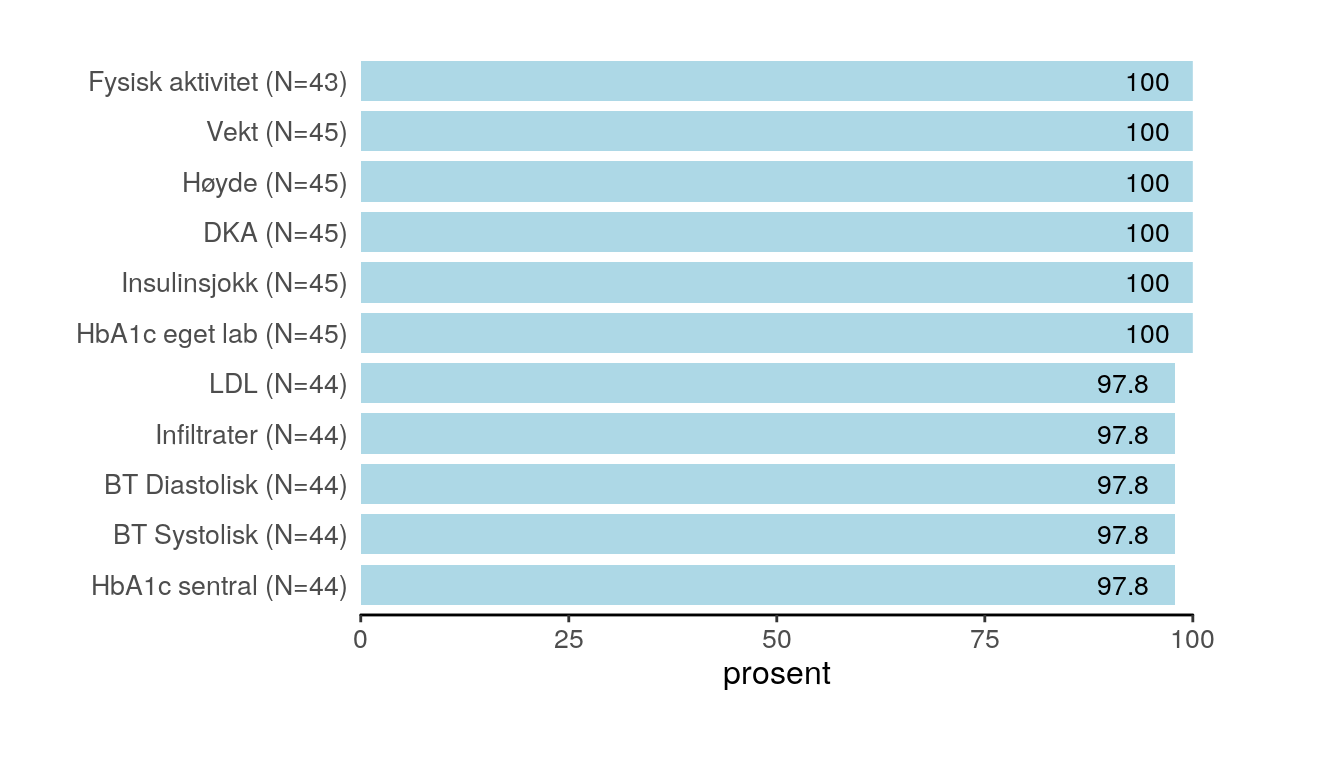 Fysisk aktivitet (N=43) 100
Vekt (N=45) 100
Høyde (N=45) 100
DKA (N=45) 100
Insulinsjokk (N=45) 100
HbA1c eget lab (N=45) 100
LDL (N=44) 97.8
Infiltrater (N=44) 97.8
BT Diastolisk (N=44) 97.8
BT Systolisk (N=44) 97.8
HbA1c sentral (N=44) 97.8
0 25 50 75 100
prosent